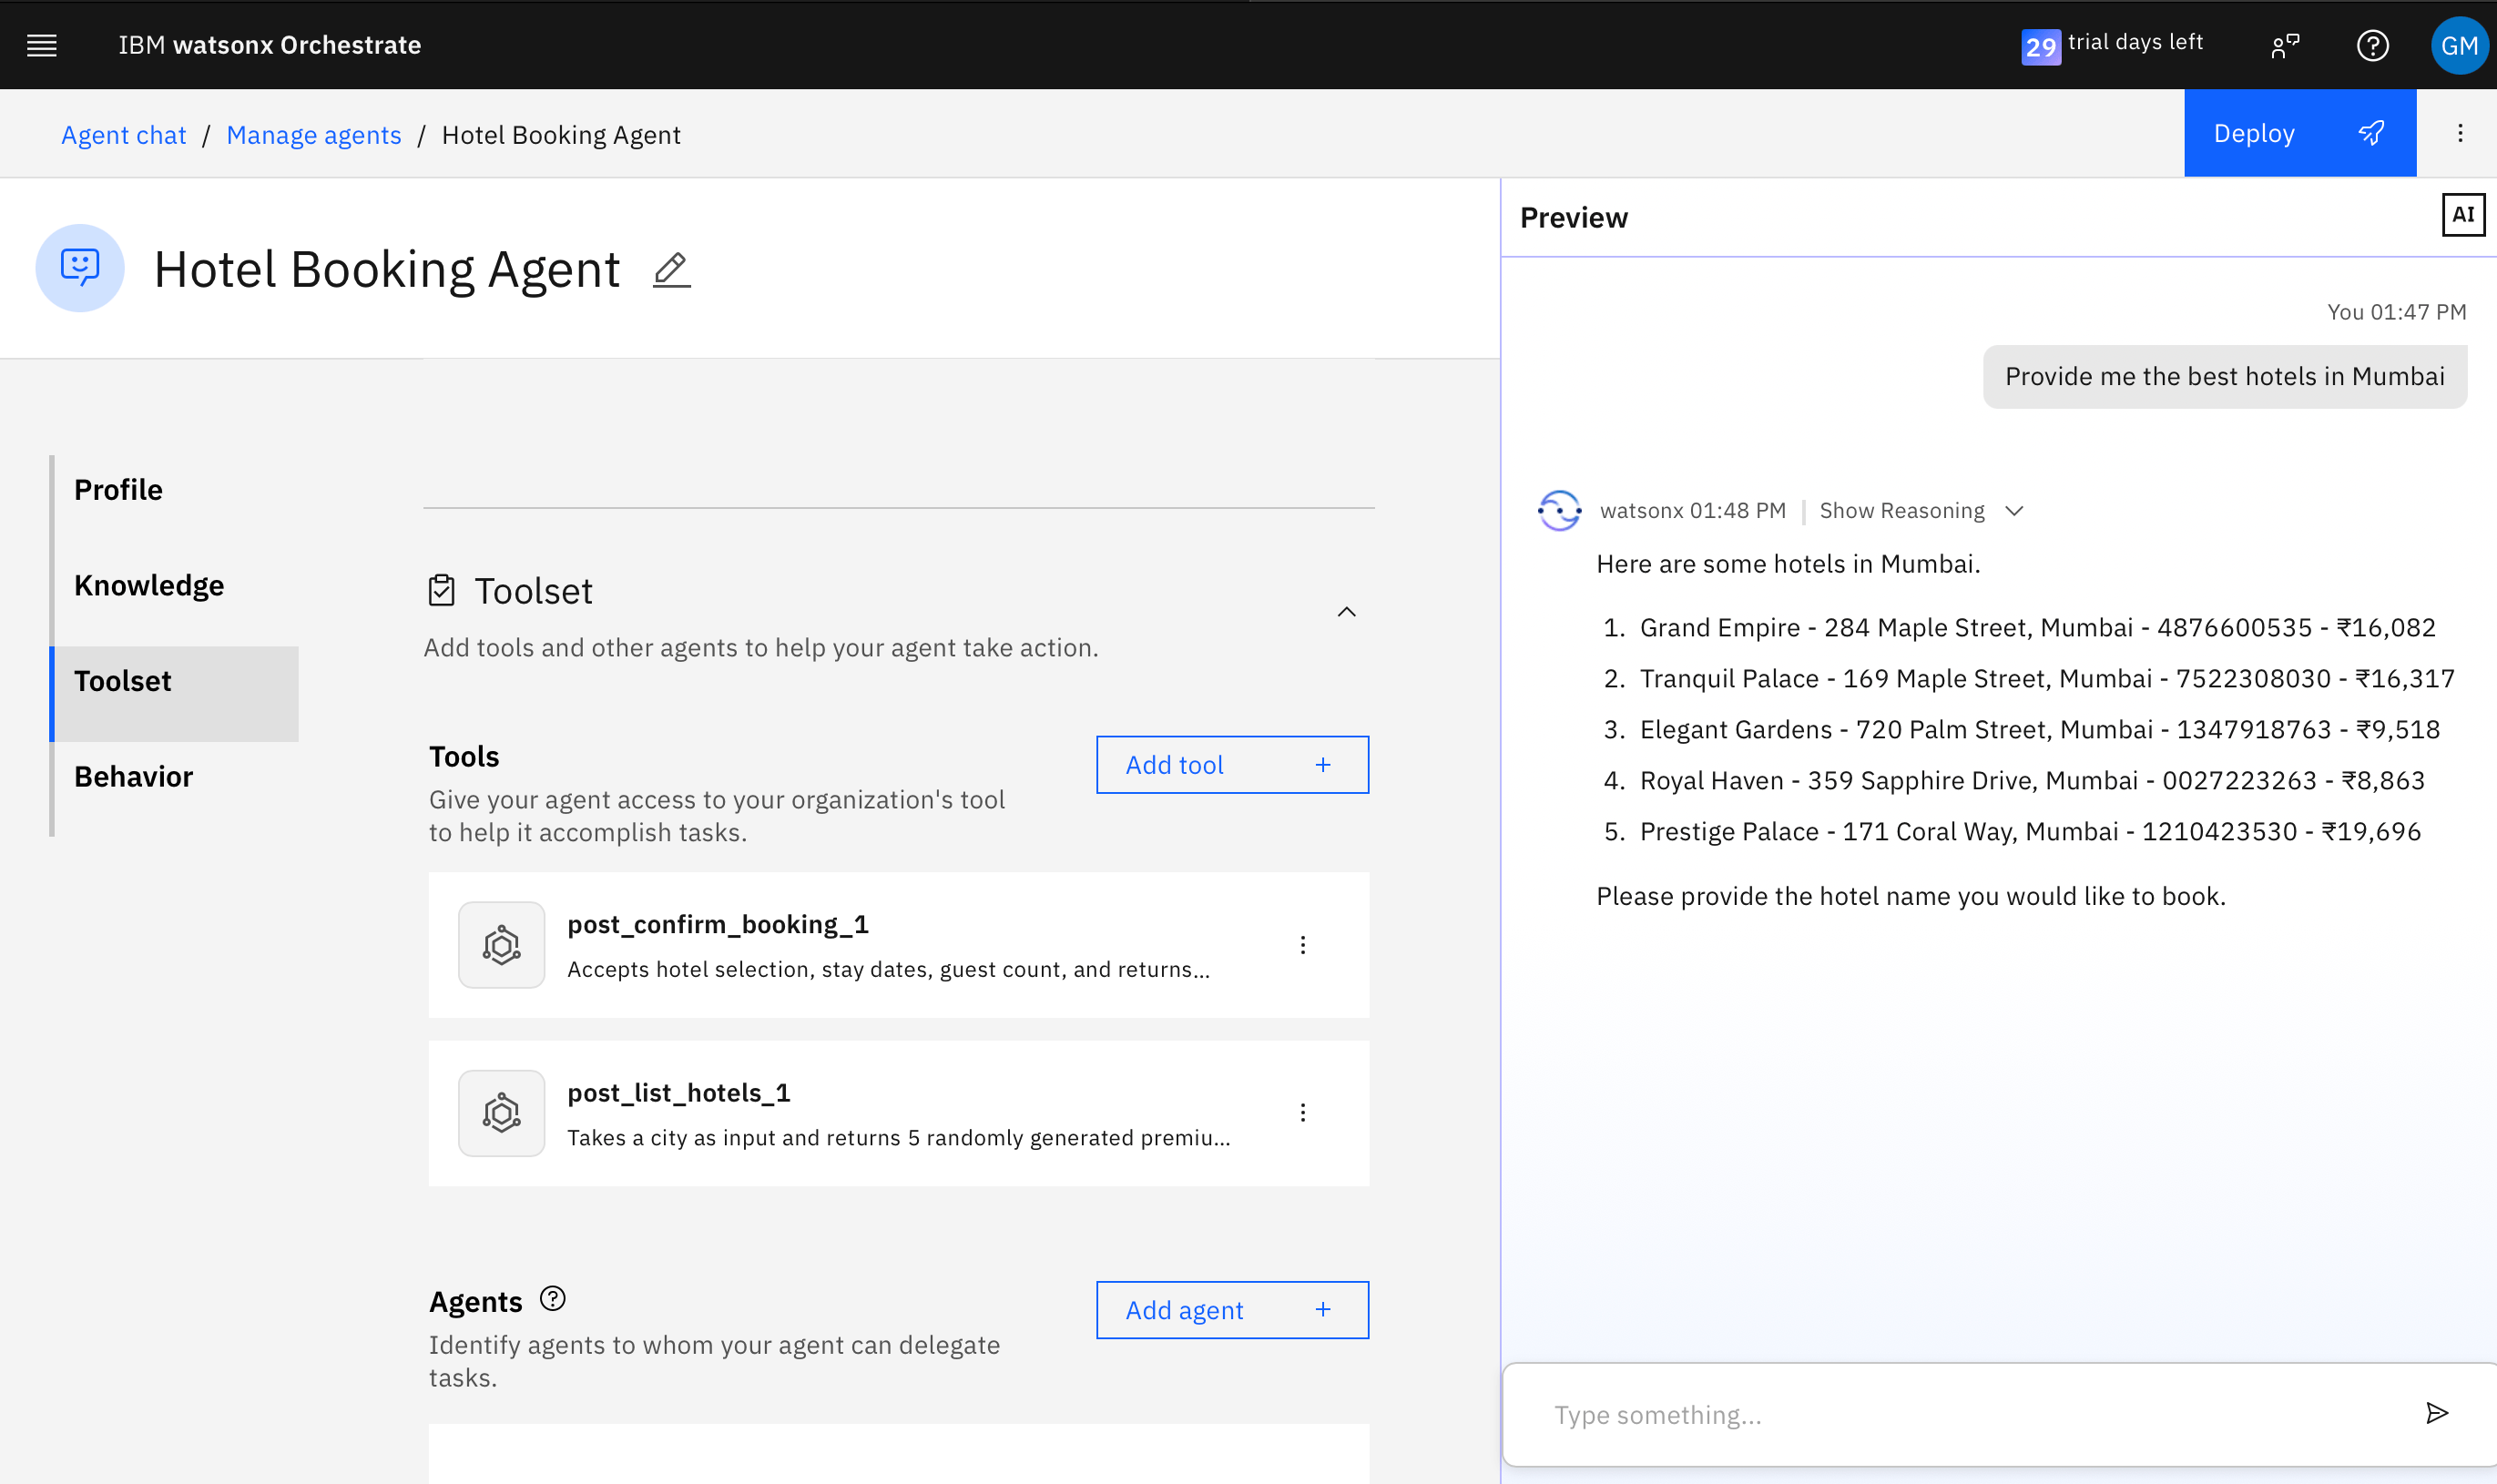 IBM watsonx Orchestrate
29 trial days left
GM
Agent chat / Manage agents / Hotel Booking Agent
Deploy
Hotel Booking Agent
Profile
Knowledge
Toolset
Behavior
Toolset
Add tools and other agents to help your agent take action.
Tools
Add tool +
Give your agent access to your organization's tool
to help it accomplish tasks.
post_confirm_booking_1
Accepts hotel selection, stay dates, guest count, and returns...
post_list_hotels_1
Takes a city as input and returns 5 randomly generated premiu...
Agents
Add agent +
Identify agents to whom your agent can delegate
tasks.
Preview
AI
You 01:47 PM
Provide me the best hotels in Mumbai
watsonx 01:48 PM | Show Reasoning
Here are some hotels in Mumbai.
1. Grand Empire - 284 Maple Street, Mumbai - 4876600535 - ₹16,082
2. Tranquil Palace - 169 Maple Street, Mumbai - 7522308030 - ₹16,317
3. Elegant Gardens - 720 Palm Street, Mumbai - 1347918763 - ₹9,518
4. Royal Haven - 359 Sapphire Drive, Mumbai - 0027223263 - ₹8,863
5. Prestige Palace - 171 Coral Way, Mumbai - 1210423530 - ₹19,696
Please provide the hotel name you would like to book.
Type something...